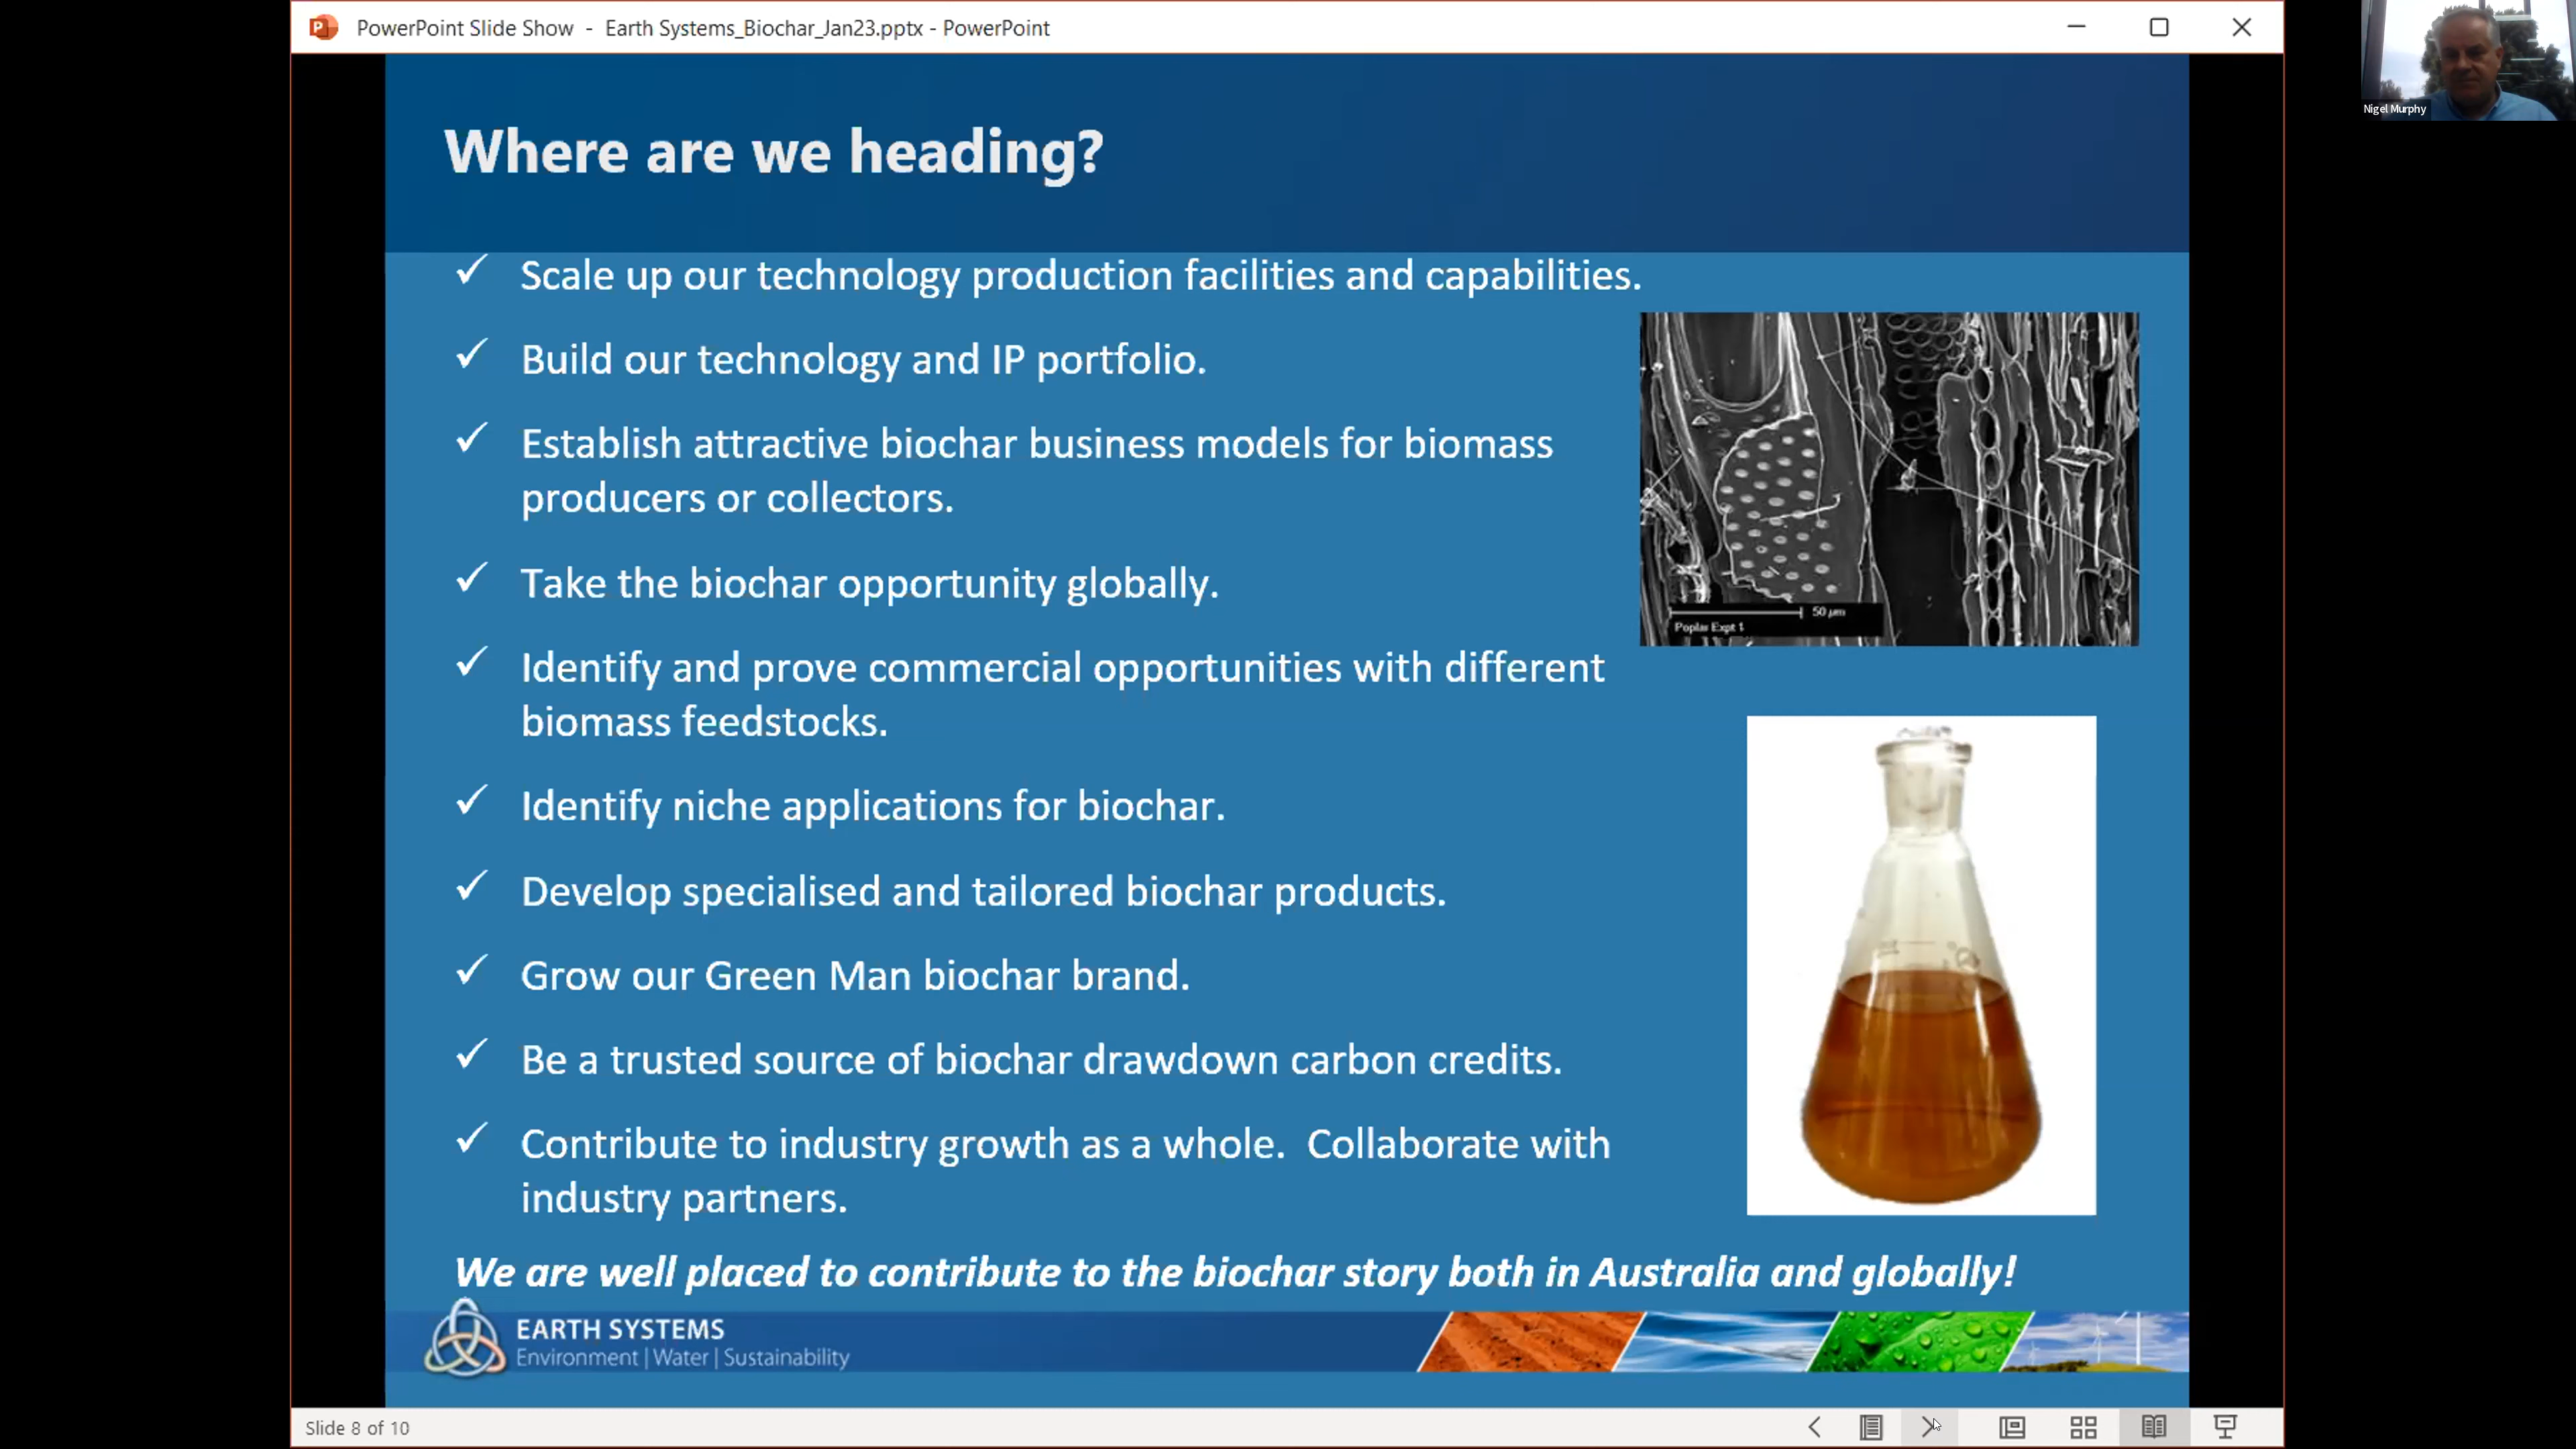 PowerPoint Slide Show - Earth Systems_Biochar_Jan23.pptx - PowerPoint
Nigel Murphy
Where are we heading?
✓ Scale up our technology production facilities and capabilities.
✓ Build our technology and IP portfolio.
✓ Establish attractive biochar business models for biomass
producers or collectors.
✓ Take the biochar opportunity globally.
✓ Identify and prove commercial opportunities with different
biomass feedstocks.
✓ Identify niche applications for biochar.
✓ Develop specialised and tailored biochar products.
✓ Grow our Green Man biochar brand.
✓ Be a trusted source of biochar drawdown carbon credits.
✓ Contribute to industry growth as a whole. Collaborate with
industry partners.
50 µm
Poplar Expt 1
We are well placed to contribute to the biochar story both in Australia and globally!
EARTH SYSTEMS
Environment | Water | Sustainability
Slide 8 of 10